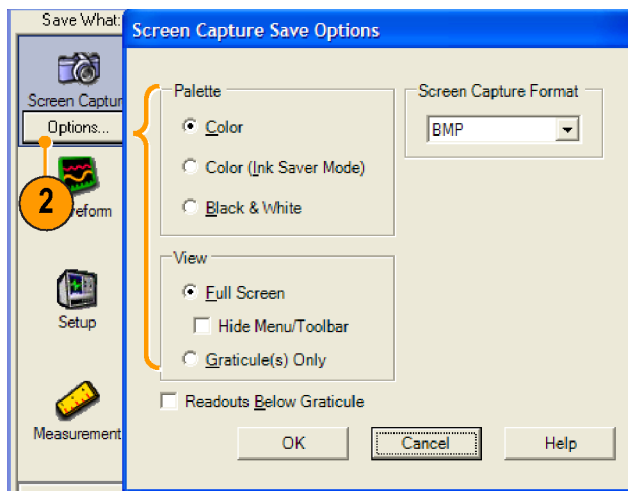 Save What:
Screen Captur
Options...
2
veform
Setup
Measurement
Screen Capture Save Options
Palette
Color
Color (Ink Saver Mode)
Black & White
View
Full Screen
Hide Menu/Toolbar
Graticule(s) Only
Readouts Below Graticule
Screen Capture Format
BMP
OK
Cancel
Help